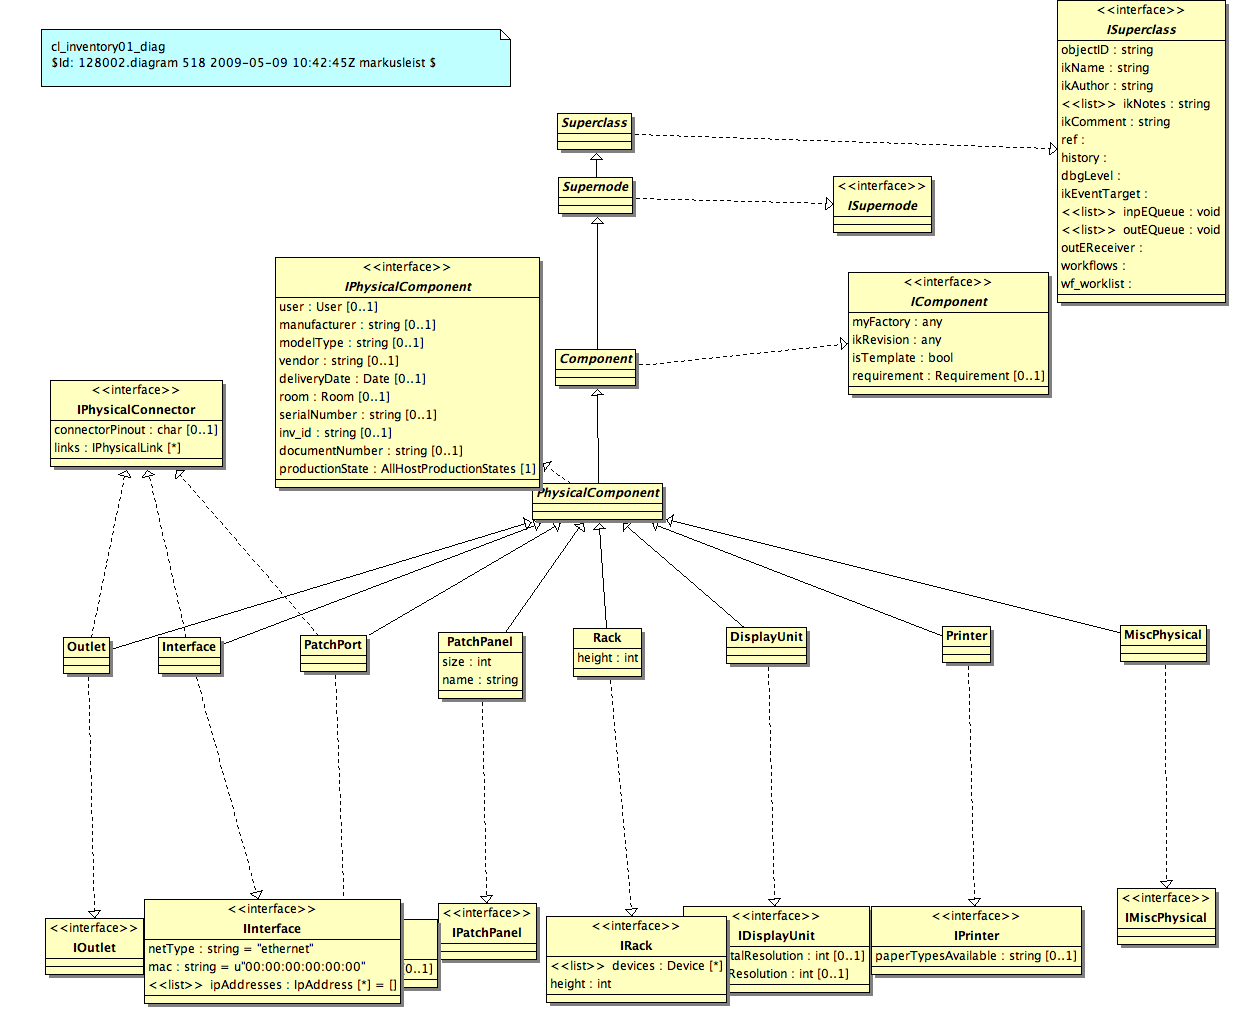 cl_inventory01_diag
$Id: 128002.diagram 518 2009-05-09 10:42:45Z markusleist $
<<interface>>
ISuperclass
objectID : string
ikName : string
ikAuthor : string
<<list>> ikNotes : string
ikComment : string
ref :
history :
dbgLevel :
ikEventTarget :
<<list>> inpEQueue : void
<<list>> outEQueue : void
outEReceiver :
workflows :
wf_worklist :
Superclass
Supernode
<<interface>>
ISupernode
<<interface>>
IPhysicalComponent
user : User [0..1]
manufacturer : string [0..1]
modelType : string [0..1]
vendor : string [0..1]
deliveryDate : Date [0..1]
room : Room [0..1]
serialNumber : string [0..1]
inv_id : string [0..1]
documentNumber : string [0..1]
productionState : AllHostProductionStates [1]
<<interface>>
IComponent
myFactory : any
ikRevision : any
isTemplate : bool
requirement : Requirement [0..1]
Component
<<interface>>
IPhysicalConnector
connectorPinout : char [0..1]
links : IPhysicalLink [*]
PhysicalComponent
Outlet
Interface
PatchPort
PatchPanel
size : int
name : string
Rack
height : int
DisplayUnit
Printer
MiscPhysical
<<interface>>
IOutlet
<<interface>>
IInterface
netType : string = "ethernet"
mac : string = u"00:00:00:00:00:00"
<<list>> ipAddresses : IpAddress [*] = []
[0..1]
<<interface>>
IPatchPanel
<<interface>>
IRack
<<list>> devices : Device [*]
height : int
<<interface>>
IDisplayUnit
talResolution : int [0..1]
Resolution : int [0..1]
<<interface>>
IPrinter
paperTypesAvailable : string [0..1]
<<interface>>
IMiscPhysical